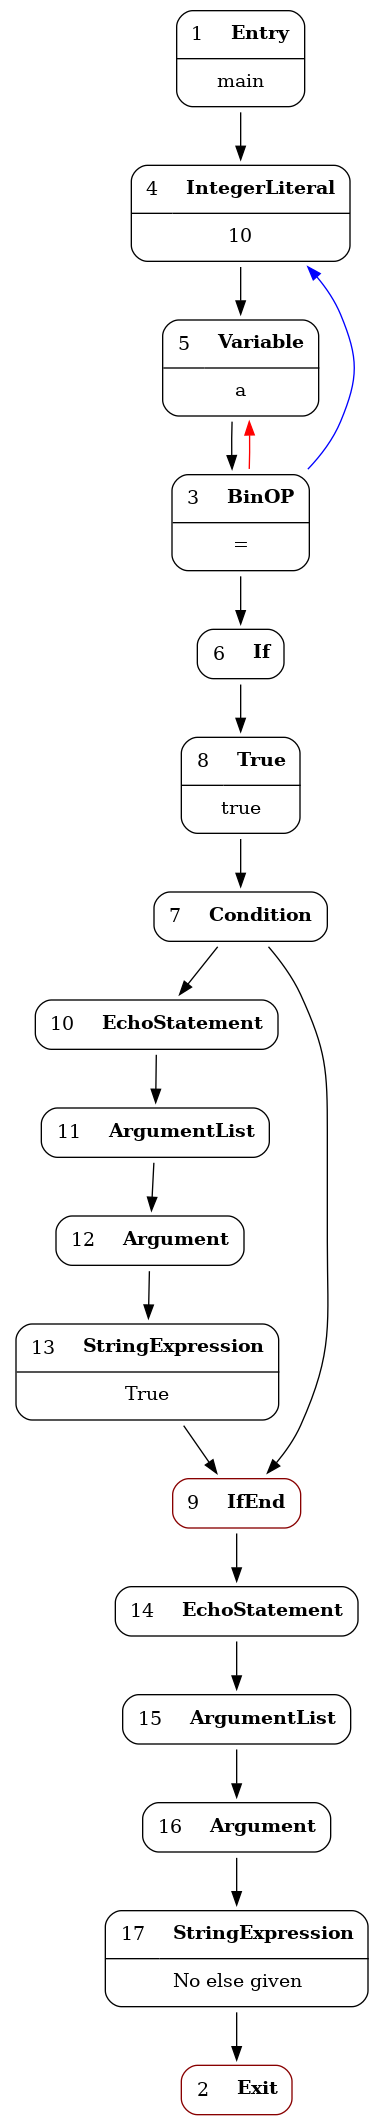 1 Entry
main
4 IntegerLiteral
10
5 Variable
a
3 BinOP
=
6 If
8 True
true
7 Condition
10 EchoStatement
11 ArgumentList
12 Argument
13 StringExpression
True
9 IfEnd
14 EchoStatement
15 ArgumentList
16 Argument
17 StringExpression
No else given
2 Exit